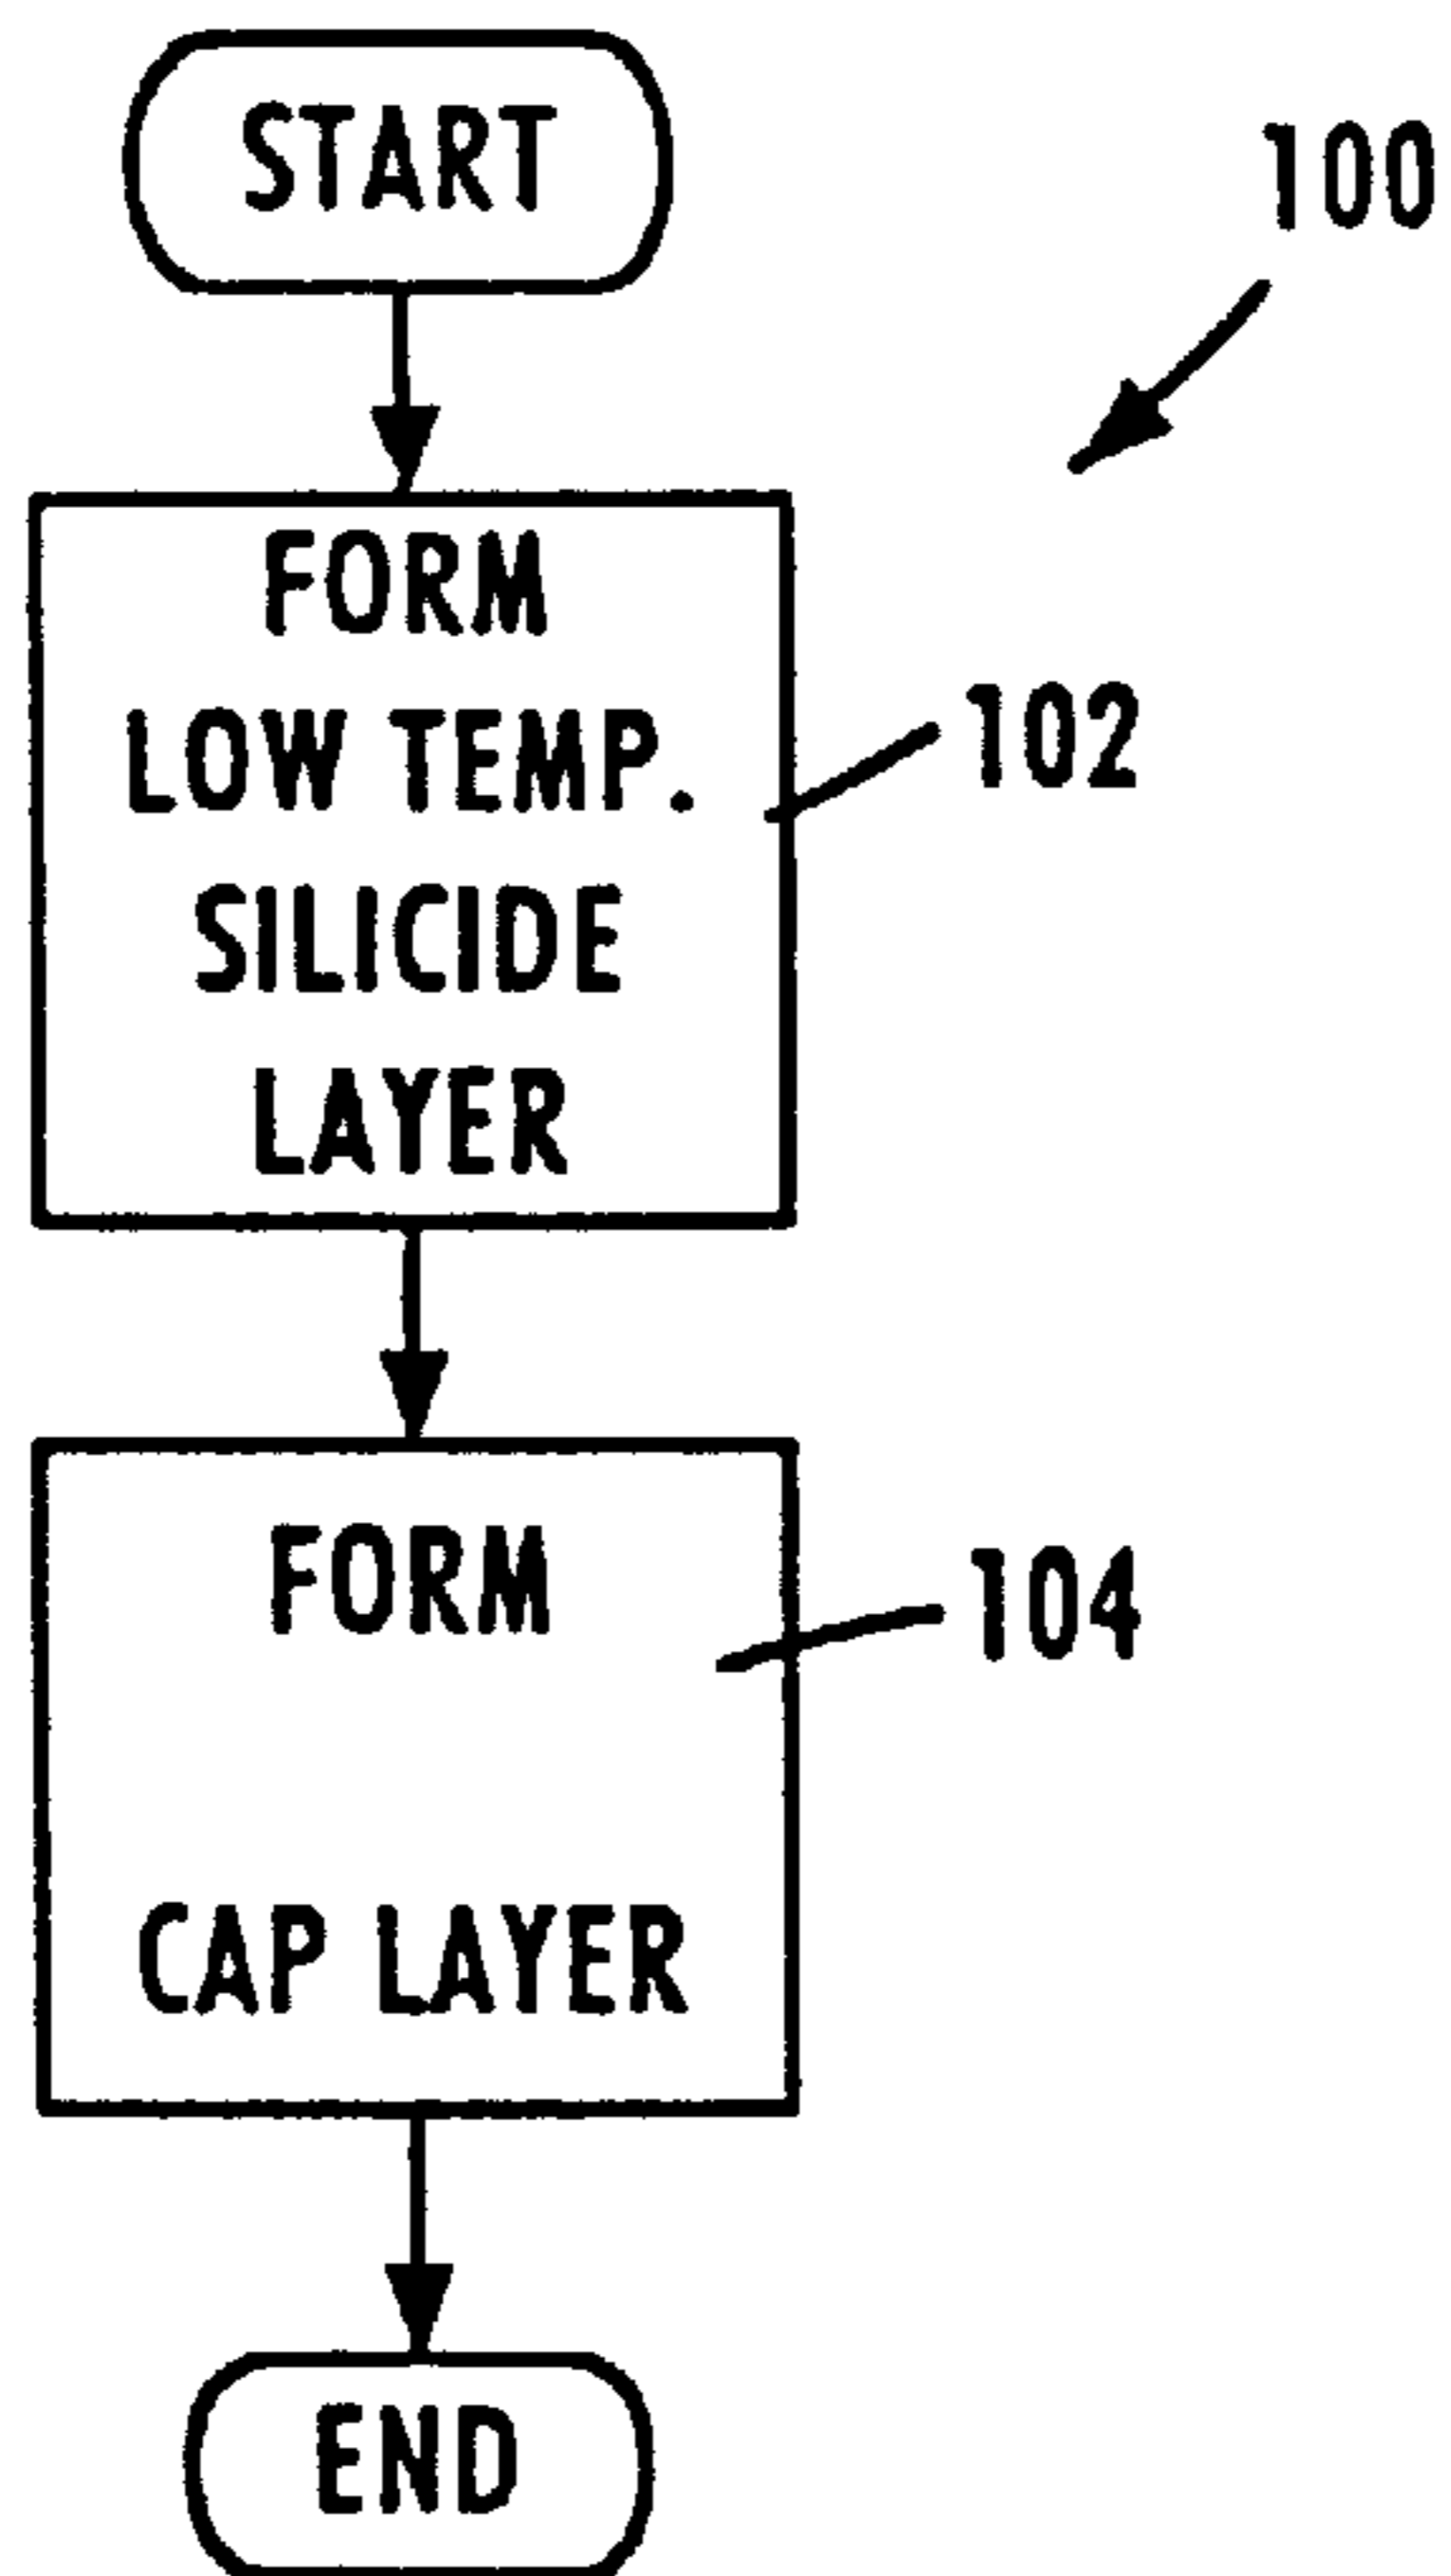 START
100
FORM
LOW TEMP.
SILICIDE
LAYER
102
FORM
CAP LAYER
104
END